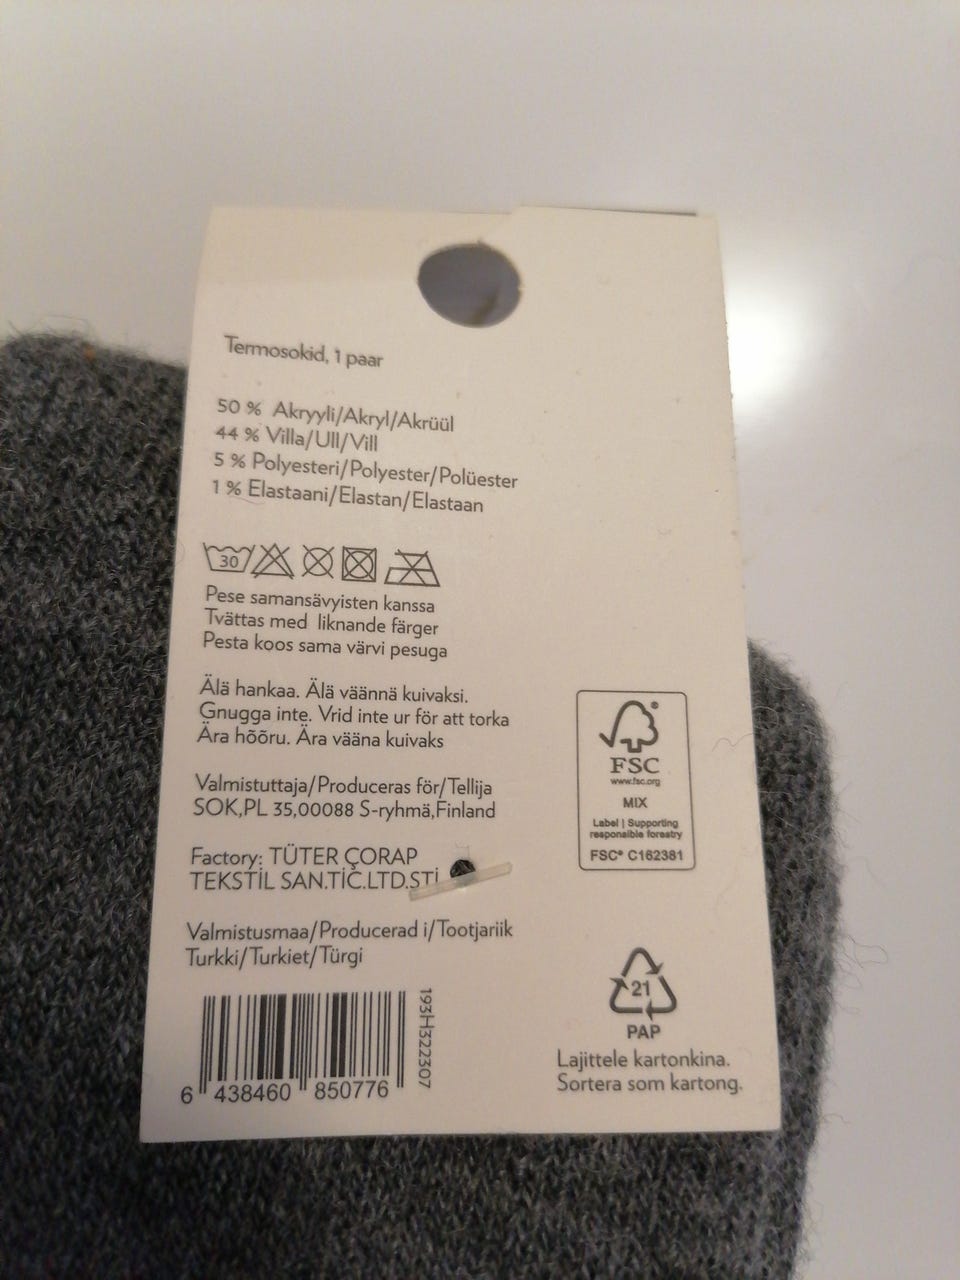 Termosokid, 1 paar
50 % Akryyli/Akryl/Akrüül
44 % Villa/Ull/Vill
5 % Polyesteri/Polyester/Polüester
1 % Elastaani/Elastan/Elastaan
30
Pese samansävyisten kanssa
Tvättas med liknande färger
Pesta koos sama värvi pesuga
Älä hankaa. Älä väännä kuivaksi.
Gnugga inte. Vrid inte ur för att torka
Ära hõõru. Ära vääna kuivaks
Valmistuttaja/Produceras för/Tellija
SOK,PL 35,00088 S-ryhmä,Finland
Factory: TÜTER ÇORAP
TEKSTİL SAN.TİC.LTD.STİ
Valmistusmaa/Producerad i/Tootjariik
Turkki/Turkiet/Türgi
193H322307
6 438460 850776
FSC
www.fsc.org
MIX
Label | Supporting
responsible forestry
FSC® C162381
21
PAP
Lajittele kartonkina.
Sortera som kartong.